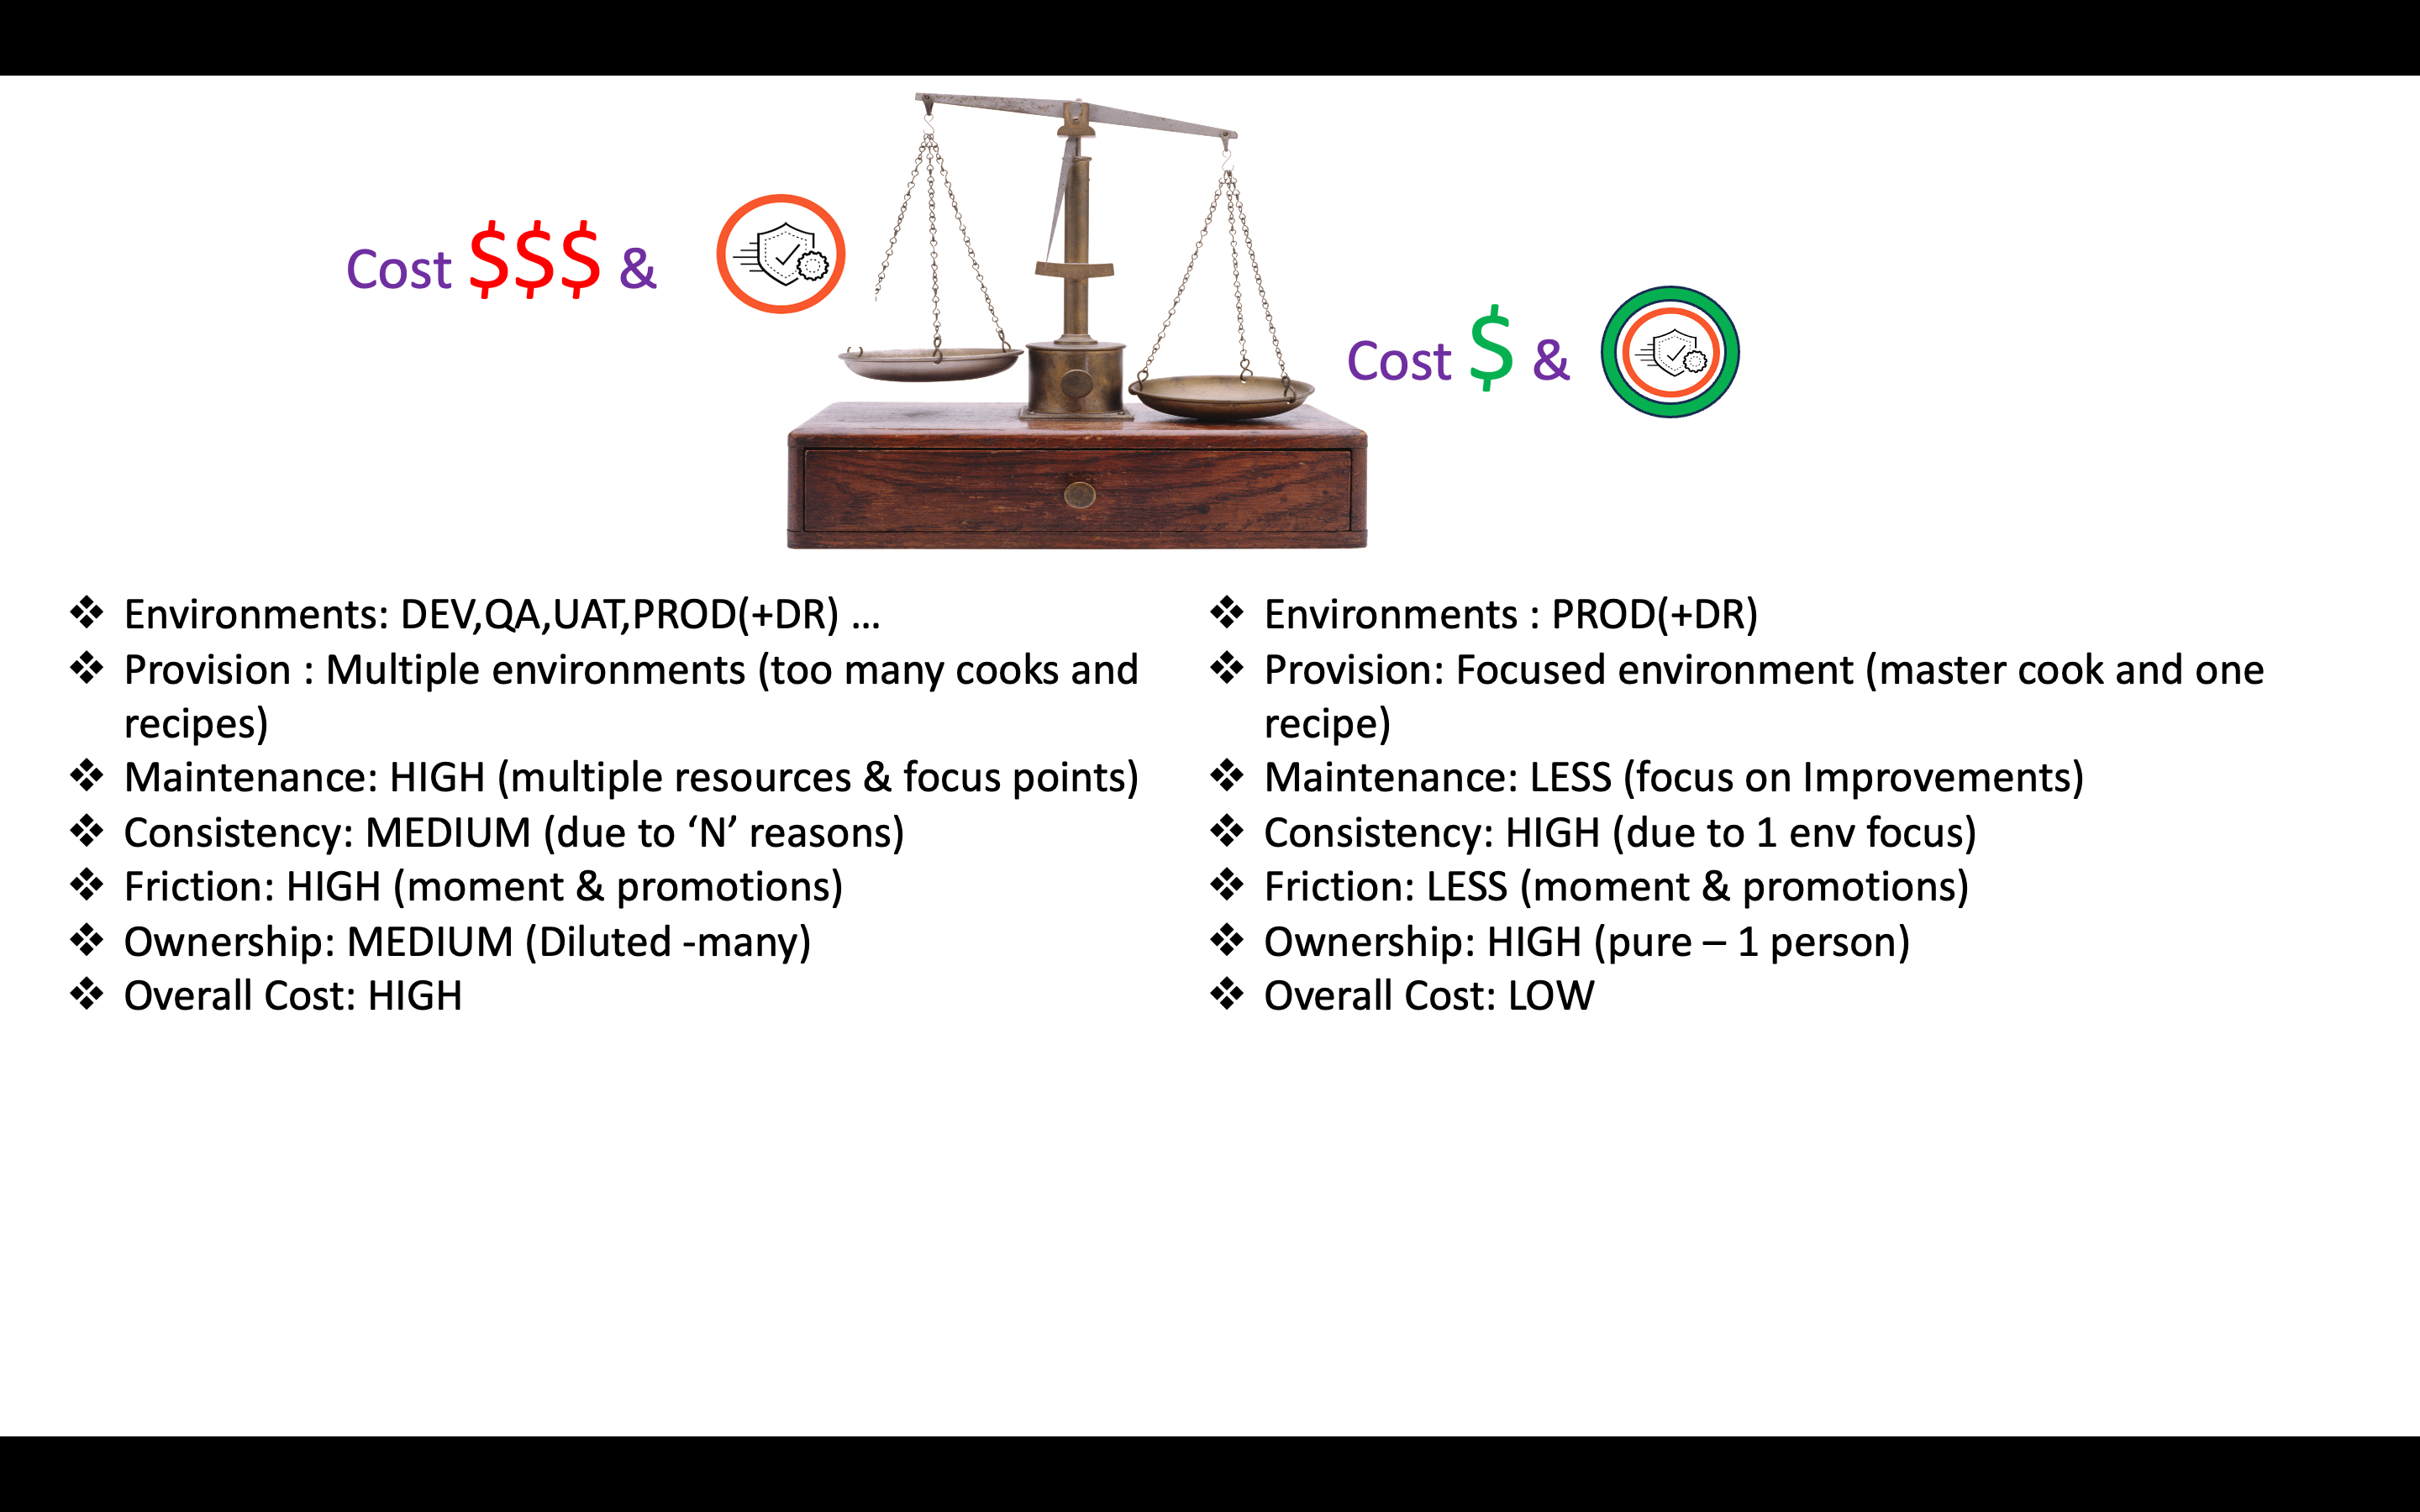 Cost $$$ &
Cost $ &
❖ Environments: DEV,QA,UAT,PROD(+DR) ...
❖ Provision : Multiple environments (too many cooks and
recipes)
❖ Maintenance: HIGH (multiple resources & focus points)
❖ Consistency: MEDIUM (due to ‘N’ reasons)
❖ Friction: HIGH (moment & promotions)
❖ Ownership: MEDIUM (Diluted -many)
❖ Overall Cost: HIGH
❖ Environments : PROD(+DR)
❖ Provision: Focused environment (master cook and one
recipe)
❖ Maintenance: LESS (focus on Improvements)
❖ Consistency: HIGH (due to 1 env focus)
❖ Friction: LESS (moment & promotions)
❖ Ownership: HIGH (pure – 1 person)
❖ Overall Cost: LOW